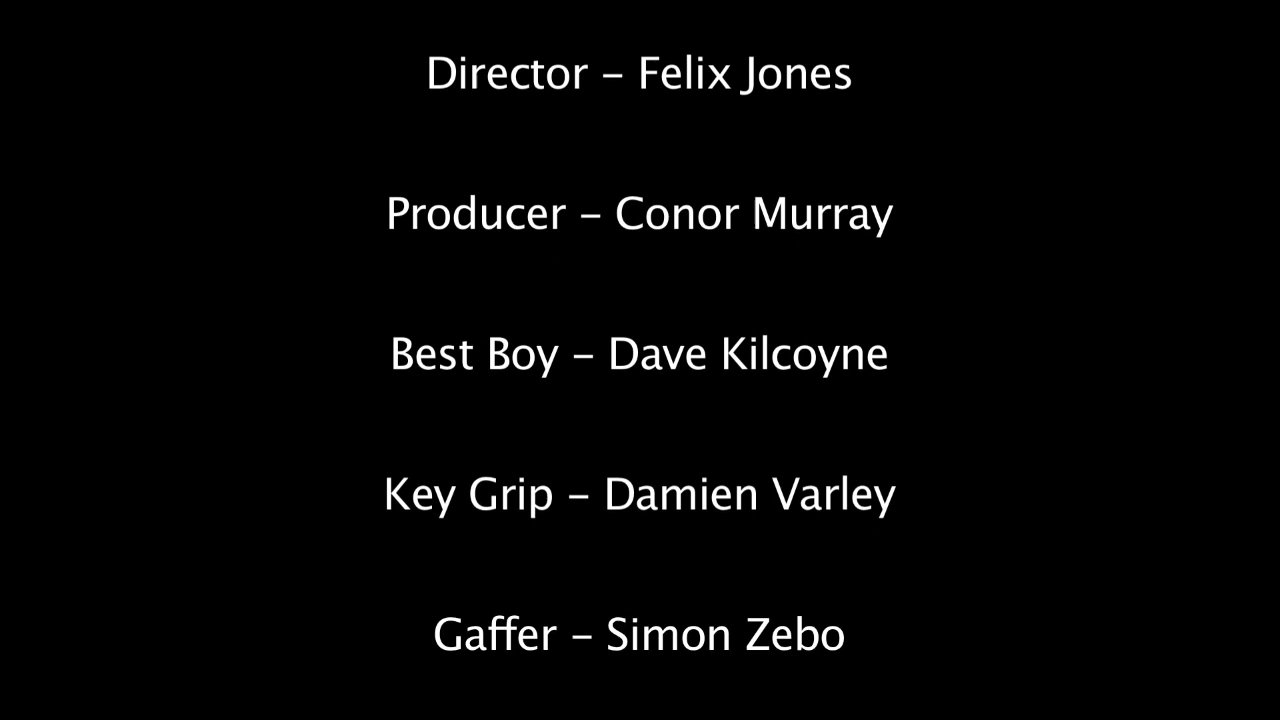 Director – Felix Jones
Producer – Conor Murray
Best Boy – Dave Kilcoyne
Key Grip – Damien Varley
Gaffer – Simon Zebo